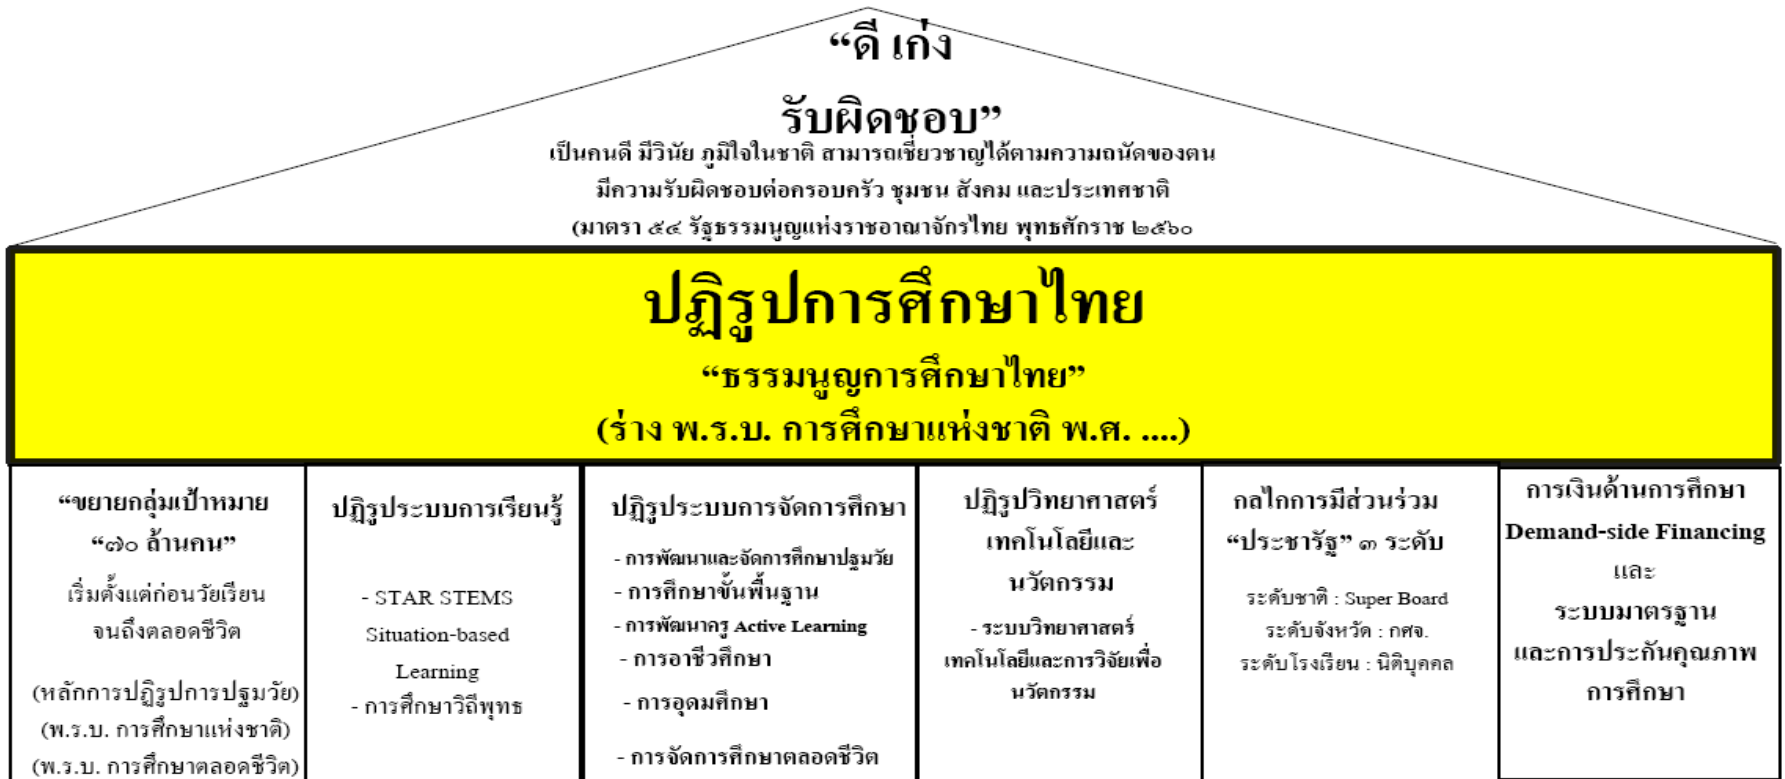 “ดี เก่ง
รับผิดชอบ”
เป็นคนดี มีวินัย ภูมิใจในชาติ สามารถเชี่ยวชาญได้ตามความถนัดของตน
มีความรับผิดชอบต่อครอบครัว ชุมชน สังคม และประเทศชาติ
(มาตรา ๕๔ รัฐธรรมนูญแห่งราชอาณาจักรไทย พุทธศักราช ๒๕๖๐
ปฏิรูปการศึกษาไทย
“ธรรมนูญการศึกษาไทย”
(ร่าง พ.ร.บ. การศึกษาแห่งชาติ พ.ศ. ....)
“ขยายกลุ่มเป้าหมาย
“๗๐ ล้านคน”
เริ่มตั้งแต่ก่อนวัยเรียน
จนถึงตลอดชีวิต
(หลักการปฏิรูปการปฐมวัย)
(พ.ร.บ. การศึกษาแห่งชาติ)
(พ.ร.บ. การศึกษาตลอดชีวิต)
ปฏิรูประบบการเรียนรู้
- STAR STEMS
Situation-based
Learning
- การศึกษาวิถีพุทธ
ปฏิรูประบบการจัดการศึกษา
- การพัฒนาและจัดการศึกษาปฐมวัย
- การศึกษาขั้นพื้นฐาน
- การพัฒนาครู Active Learning
- การอาชีวศึกษา
- การอุดมศึกษา
- การจัดการศึกษาตลอดชีวิต
ปฏิรูปวิทยาศาสตร์
เทคโนโลยีและ
นวัตกรรม
- ระบบวิทยาศาสตร์
เทคโนโลยีและการวิจัยเพื่อ
นวัตกรรม
กลไกการมีส่วนร่วม
“ประชารัฐ” ๓ ระดับ
ระดับชาติ : Super Board
ระดับจังหวัด : กศจ.
ระดับโรงเรียน : นิติบุคคล
การเงินด้านการศึกษา
Demand-side Financing
และ
ระบบมาตรฐาน
และการประกันคุณภาพ
การศึกษา